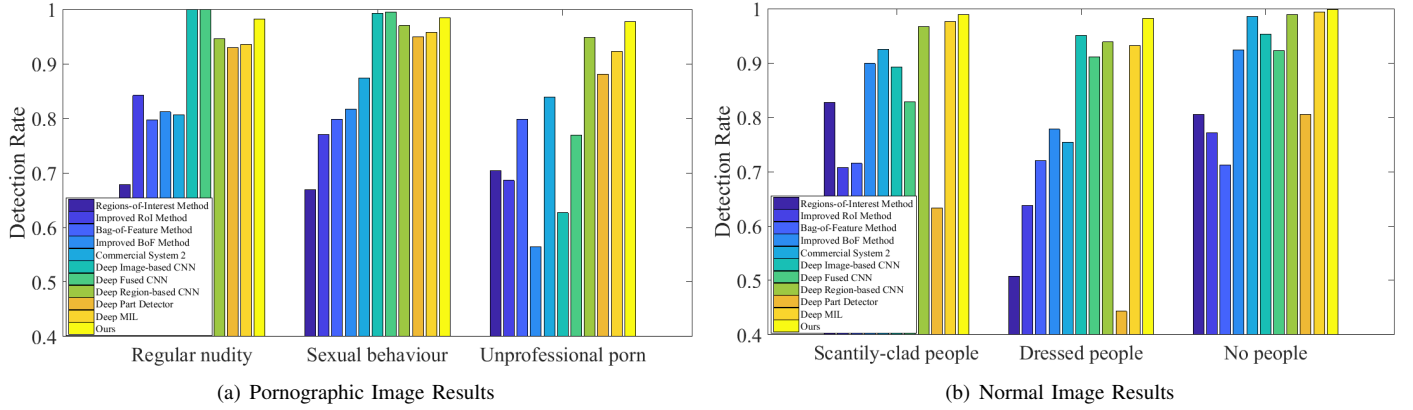 1
0.9
0.8
0.7
0.6
0.5
0.4
Detection Rate
Regions-of-Interest Method
Improved RoI Method
Bag-of-Feature Method
Improved BoF Method
Commercial System 2
Deep Image-based CNN
Deep Fused CNN
Deep Region-based CNN
Deep Part Detector
Deep MIL
Ours
Regular nudity
Sexual behaviour
Unprofessional porn
(a) Pornographic Image Results
1
0.9
0.8
0.7
0.6
0.5
0.4
Detection Rate
Regions-of-Interest Method
Improved RoI Method
Bag-of-Feature Method
Improved BoF Method
Commercial System 2
Deep Image-based CNN
Deep Fused CNN
Deep Region-based CNN
Deep Part Detector
Deep MIL
Ours
Scantily-clad people
Dressed people
No people
(b) Normal Image Results